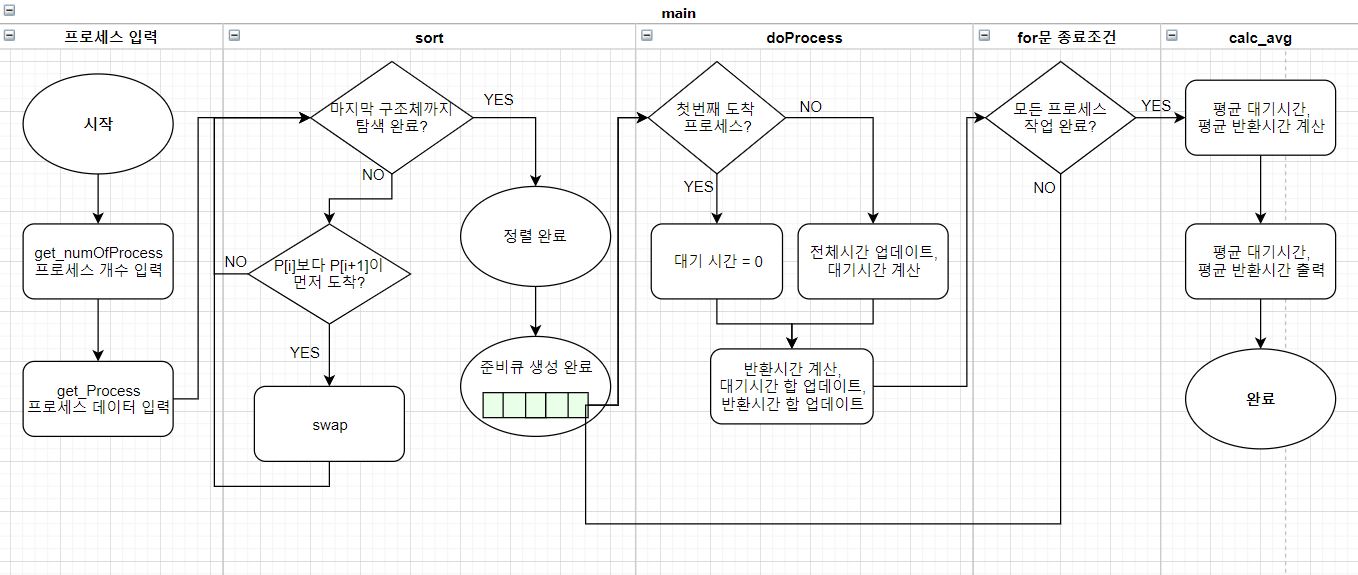 main
프로세스 입력
sort
doProcess
for문 종료조건
calc_avg
시작
get_numOfProcess
프로세스 개수 입력
get_Process
프로세스 데이터 입력
마지막 구조체까지
탐색 완료?
YES
NO
P[i]보다 P[i+1]이
먼저 도착?
NO
YES
swap
정렬 완료
준비큐 생성 완료
첫번째 도착
프로세스?
NO
YES
대기 시간 = 0
전체시간 업데이트,
대기시간 계산
반환시간 계산,
대기시간 합 업데이트,
반환시간 합 업데이트
모든 프로세스
작업 완료?
YES
NO
평균 대기시간,
평균 반환시간 계산
평균 대기시간,
평균 반환시간 출력
완료